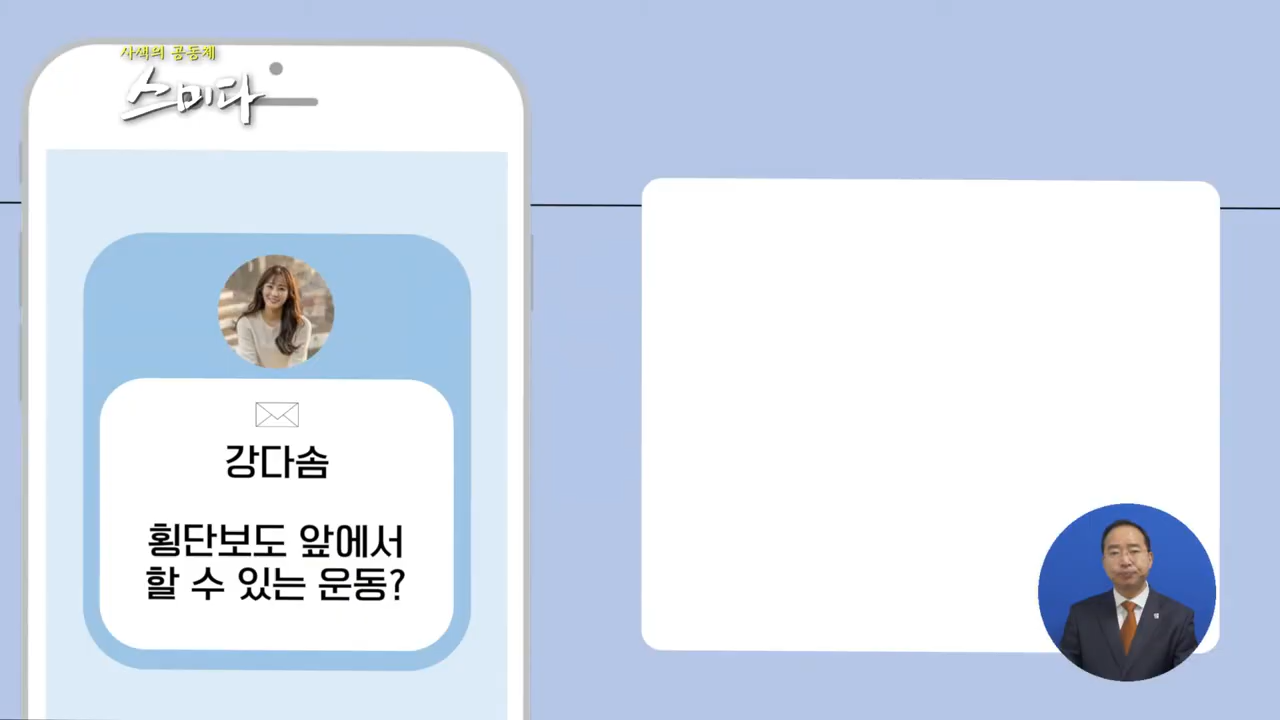 사색의 공동체
스미다
강다솜
횡단보도 앞에서
할 수 있는 운동?